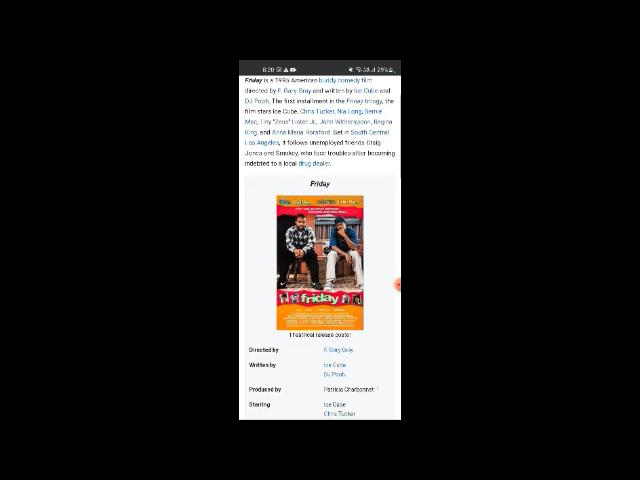 8:20
29%
Friday is a 1995 American buddy comedy film
directed by F. Gary Gray and written by Ice Cube and
DJ Pooh. The first installment in the Friday trilogy, the
film stars Ice Cube, Chris Tucker, Nia Long, Bernie
Mac, Tiny "Zeus" Lister Jr., John Witherspoon, Regina
King, and Anna Maria Horsford. Set in South Central
Los Angeles, it follows unemployed friends Craig
Jones and Smokey, who face troubles after becoming
indebted to a local drug dealer.
Friday
friday
Theatrical release poster
Directed by F. Gary Gray
Written by Ice Cube
DJ Pooh
Produced by Patricia Charbonnet
Starring Ice Cube
Chris Tucker